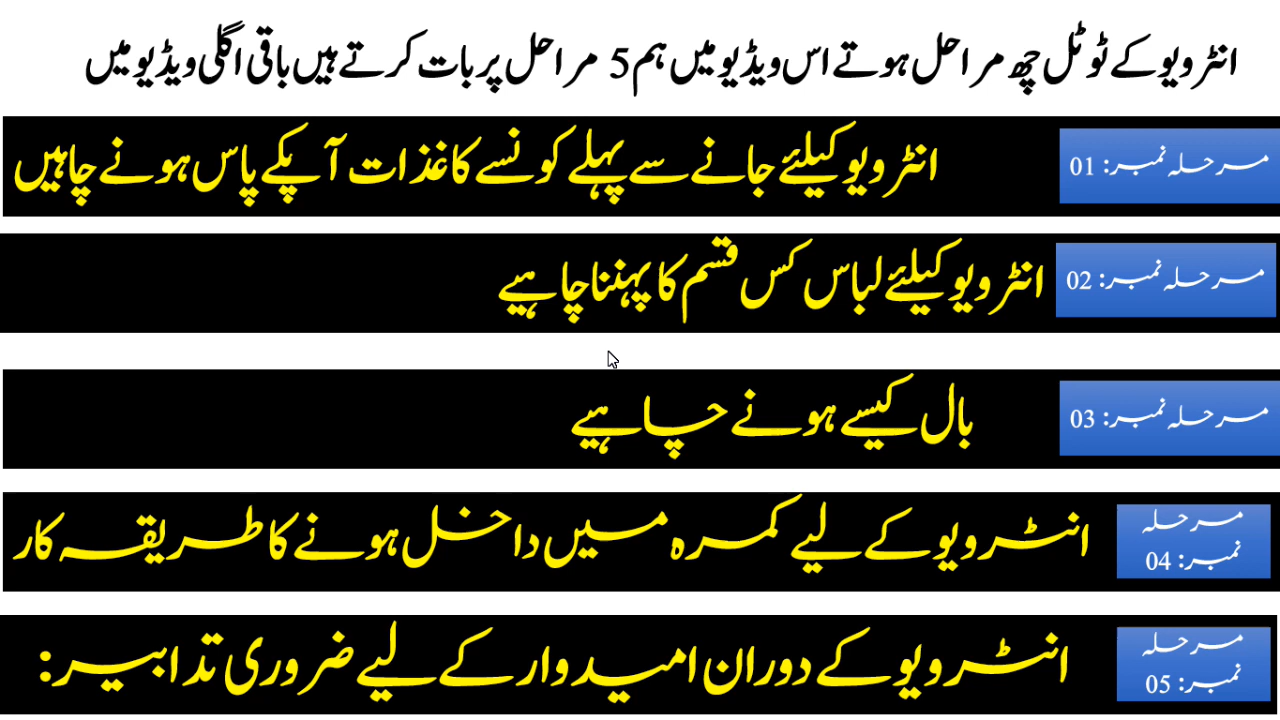 انٹرویو کے ٹوٹل چھ مراحل ہوتے اس ویڈیو میں ہم 5 مراحل پر بات کرتے ہیں باقی اگلی ویڈیو میں
مرحلہ نمبر: 01
انٹرویو کیلئے جانے سے پہلے کونسے کاغذات آپکے پاس ہونے چاہیں
مرحلہ نمبر: 02
انٹرویو کیلئے لباس کس قسم کا پہننا چاہیے
مرحلہ نمبر: 03
بال کیسے ہونے چاہیے
مرحلہ
نمبر: 04
انٹرویو کے لیے کمرہ میں داخل ہونے کا طریقہ کار
مرحلہ
نمبر: 05
انٹرویو کے دوران امیدوار کے لیے ضروری تدابیر: